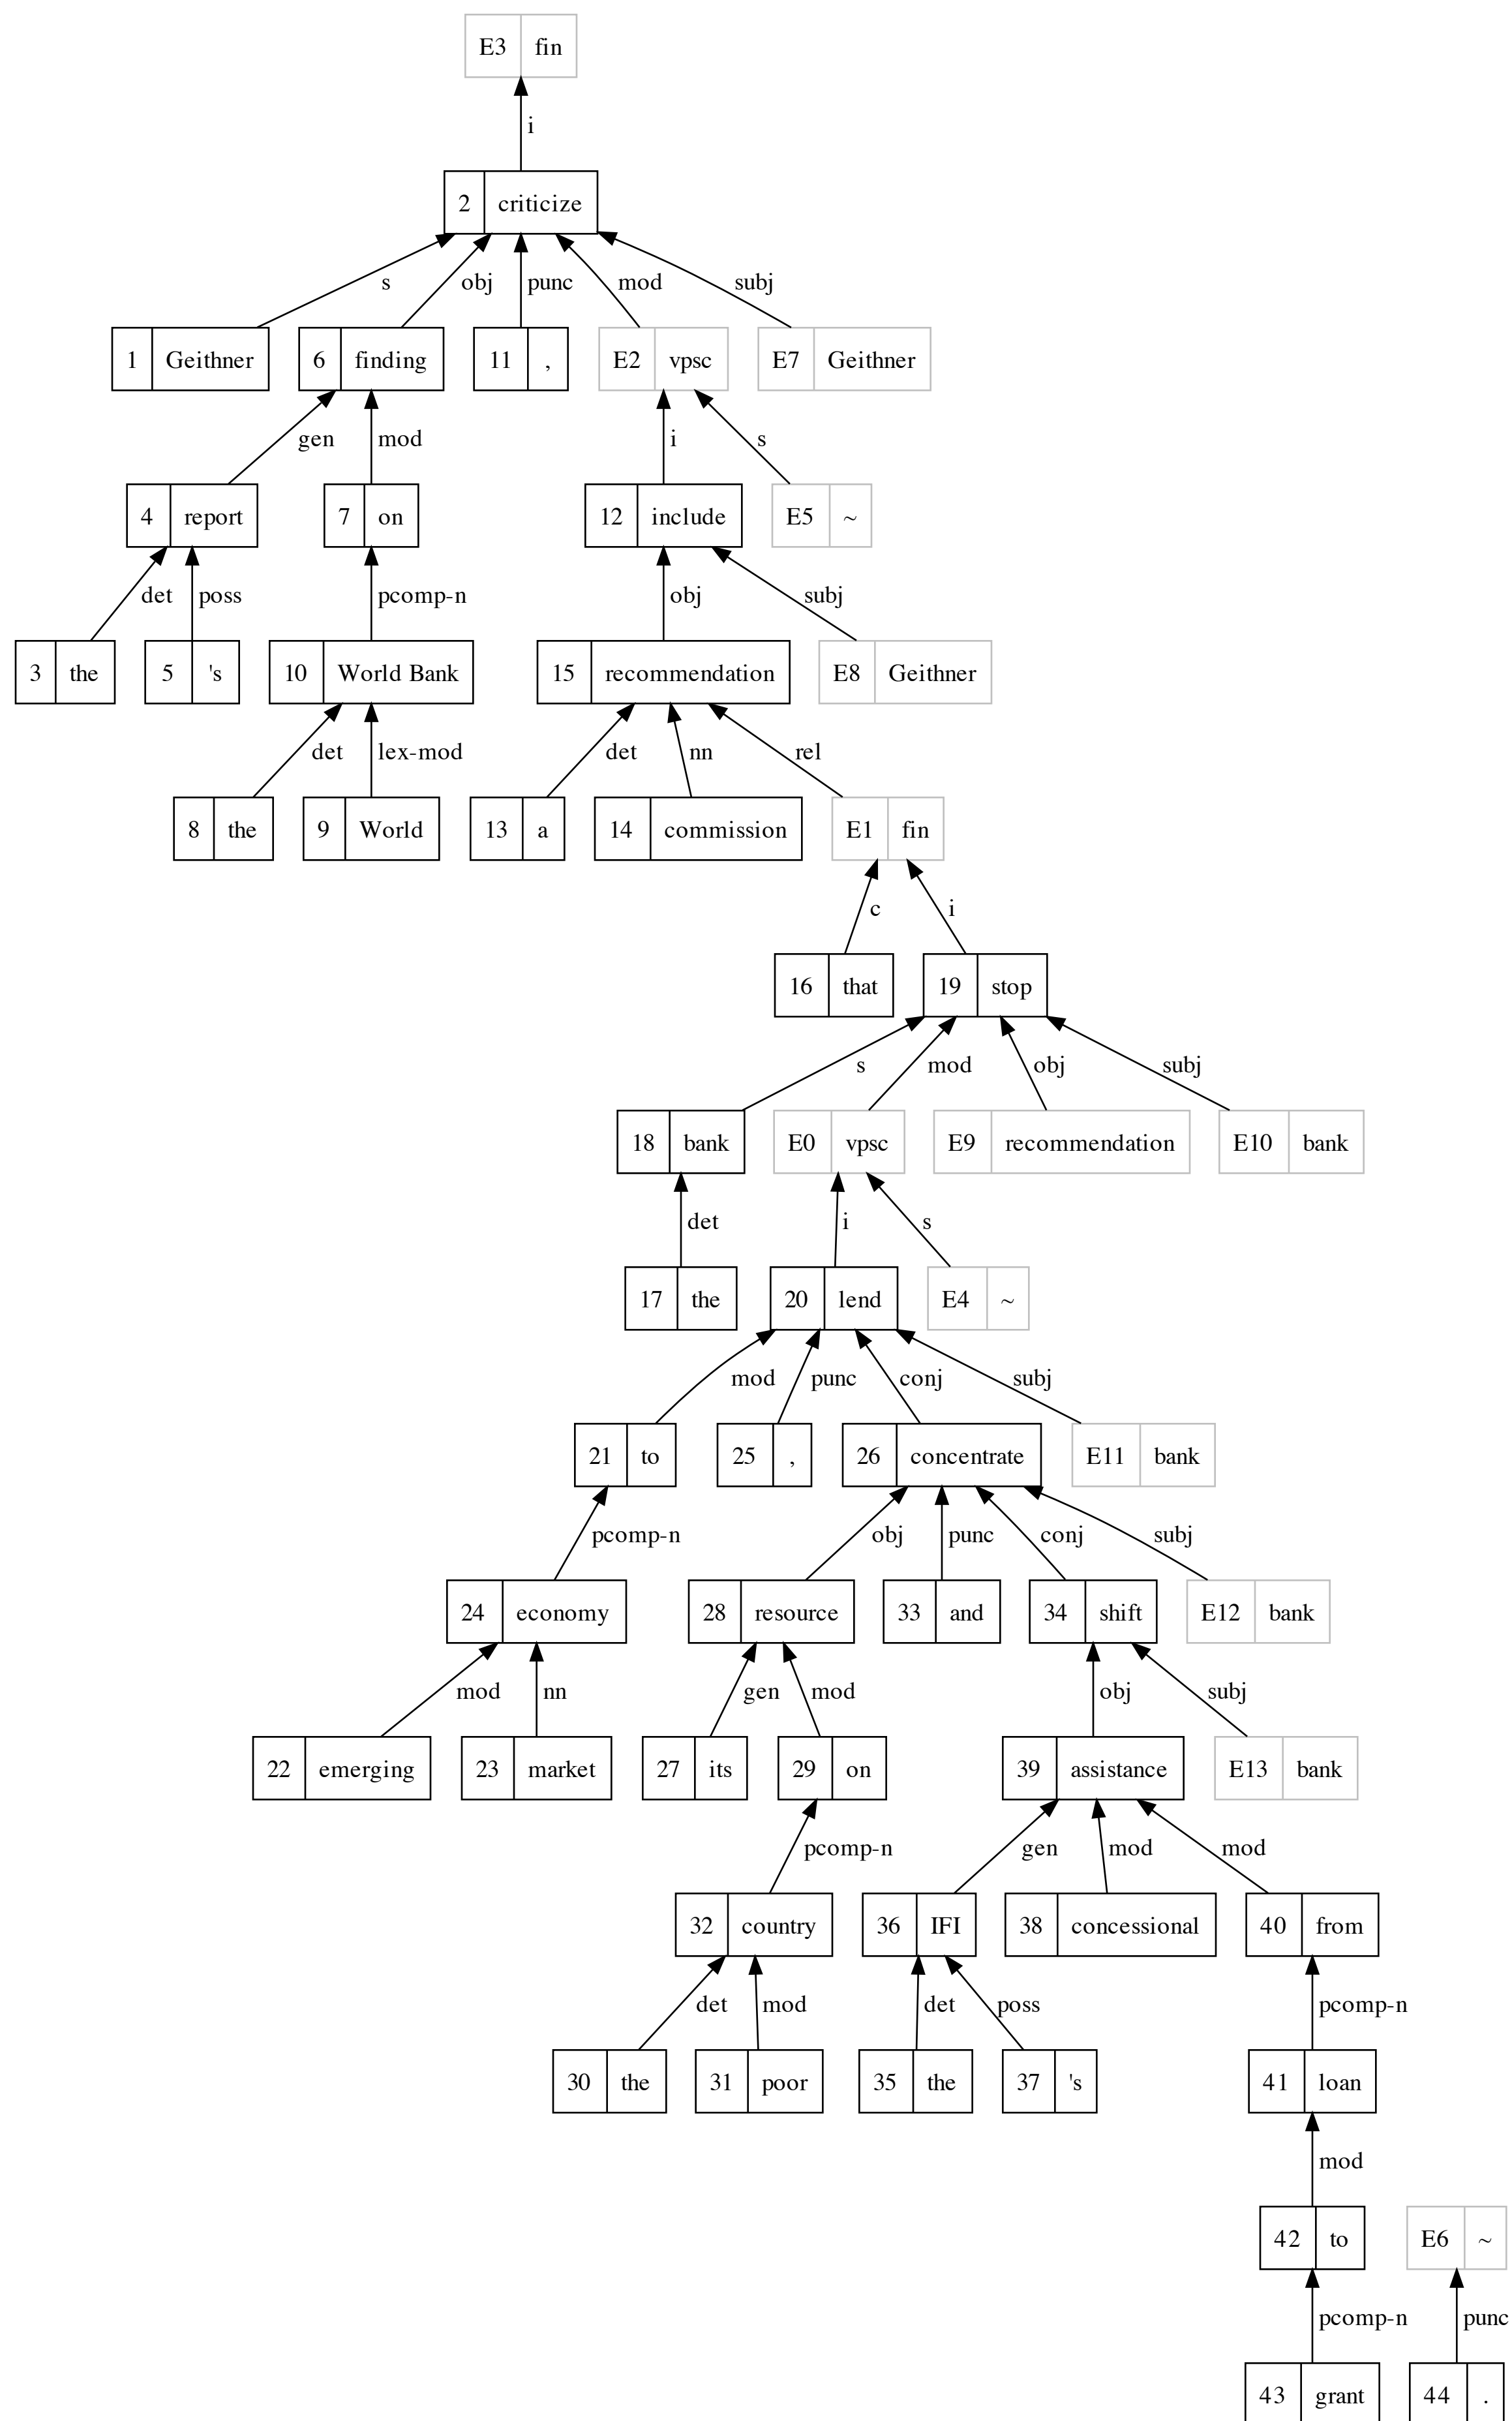 E3 fin
i
2 criticize
s obj punc mod subj
1 Geithner 6 finding 11 , E2 vpsc E7 Geithner
gen mod i s
4 report 7 on 12 include E5 ~
det poss pcomp-n obj subj
3 the 5 's 10 World Bank 15 recommendation E8 Geithner
det lex-mod det nn rel
8 the 9 World 13 a 14 commission E1 fin
c i
16 that 19 stop
s mod obj subj
18 bank E0 vpsc E9 recommendation E10 bank
det i s
17 the 20 lend E4 ~
mod punc conj subj
21 to 25 , 26 concentrate E11 bank
pcomp-n obj punc conj subj
24 economy 28 resource 33 and 34 shift E12 bank
mod nn gen mod obj subj
22 emerging 23 market 27 its 29 on 39 assistance E13 bank
pcomp-n gen mod mod
32 country 36 IFI 38 concessional 40 from
det mod det poss pcomp-n
30 the 31 poor 35 the 37 's 41 loan
mod
42 to E6 ~
pcomp-n punc
43 grant 44 .